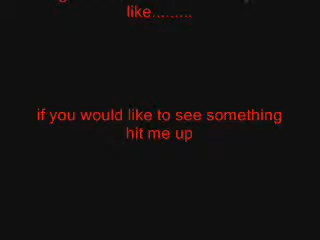 like.........
if you would like to see something
hit me up